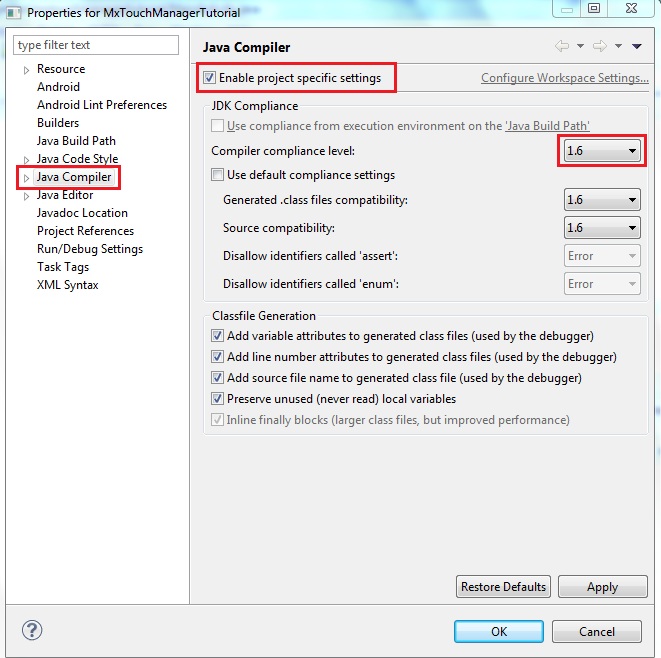 Properties for MxTouchManagerTutorial
type filter text
Resource
Android
Android Lint Preferences
Builders
Java Build Path
Java Code Style
Java Compiler
Java Editor
Javadoc Location
Project References
Run/Debug Settings
Task Tags
XML Syntax
Java Compiler
Enable project specific settings
Configure Workspace Settings...
JDK Compliance
Use compliance from execution environment on the 'Java Build Path'
Compiler compliance level: 1.6
Use default compliance settings
Generated .class files compatibility: 1.6
Source compatibility: 1.6
Disallow identifiers called 'assert': Error
Disallow identifiers called 'enum': Error
Classfile Generation
Add variable attributes to generated class files (used by the debugger)
Add line number attributes to generated class files (used by the debugger)
Add source file name to generated class file (used by the debugger)
Preserve unused (never read) local variables
Inline finally blocks (larger class files, but improved performance)
Restore Defaults Apply
? OK Cancel